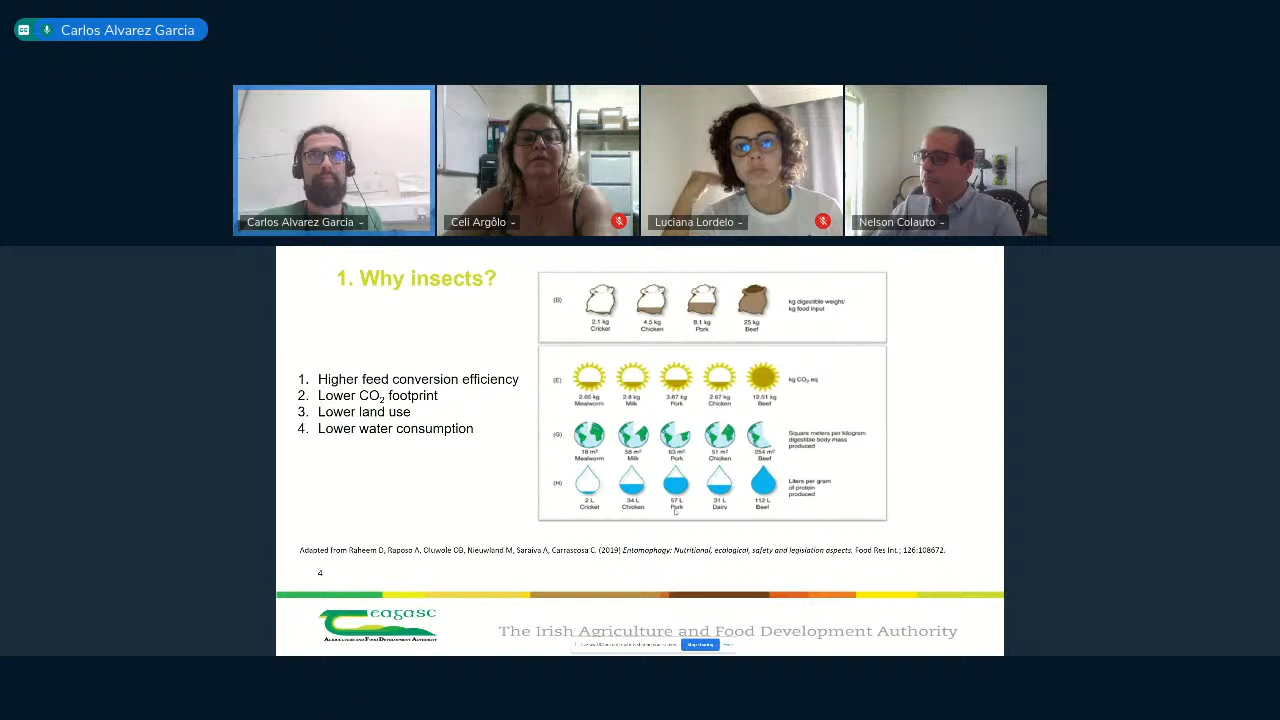 Carlos Alvarez Garcia
Carlos Alvarez Garcia
Celi Argôlo
Luciana Lordelo
Nelson Colauto
1. Why insects?
1. Higher feed conversion efficiency
2. Lower CO₂ footprint
3. Lower land use
4. Lower water consumption
(B)
2.1 kg 4.5 kg 9.1 kg 25 kg
Cricket Chicken Pork Beef
kg digestible weight/
kg food input
(E)
2.65 kg 2.8 kg 3.87 kg 2.67 kg 12.51 kg
Mealworm Milk Pork Chicken Beef
kg CO₂ eq
(G)
18 m² 58 m² 63 m² 51 m² 254 m²
Mealworm Milk Pork Chicken Beef
Square meters per kilogram
digestible body mass
produced
(H)
2 L 34 L 57 L 31 L 112 L
Cricket Chicken Pork Dairy Beef
Liters per gram
of protein
produced
Adapted from Raheem D, Raposo A, Oluwole OB, Nieuwland M, Saraiva A, Carrascosa C. (2019) Entomophagy: Nutritional, ecological, safety and legislation aspects. Food Res Int.; 126:108672.
4
Teagasc
Agriculture and Food Development Authority
The Irish Agriculture and Food Development Authority
Stop sharing